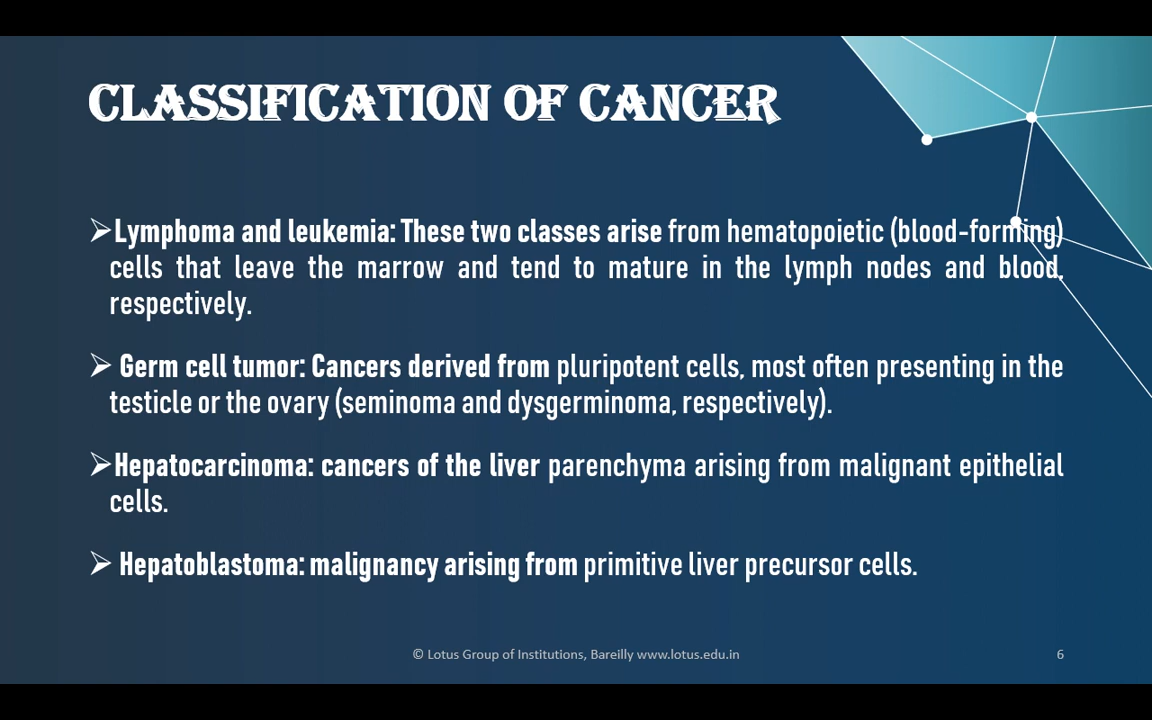 CLASSIFICATION OF CANCER
➢Lymphoma and leukemia: These two classes arise from hematopoietic (blood-forming)
cells that leave the marrow and tend to mature in the lymph nodes and blood,
respectively.
➢ Germ cell tumor: Cancers derived from pluripotent cells, most often presenting in the
testicle or the ovary (seminoma and dysgerminoma, respectively).
➢Hepatocarcinoma: cancers of the liver parenchyma arising from malignant epithelial
cells.
➢ Hepatoblastoma: malignancy arising from primitive liver precursor cells.
© Lotus Group of Institutions, Bareilly www.lotus.edu.in
6